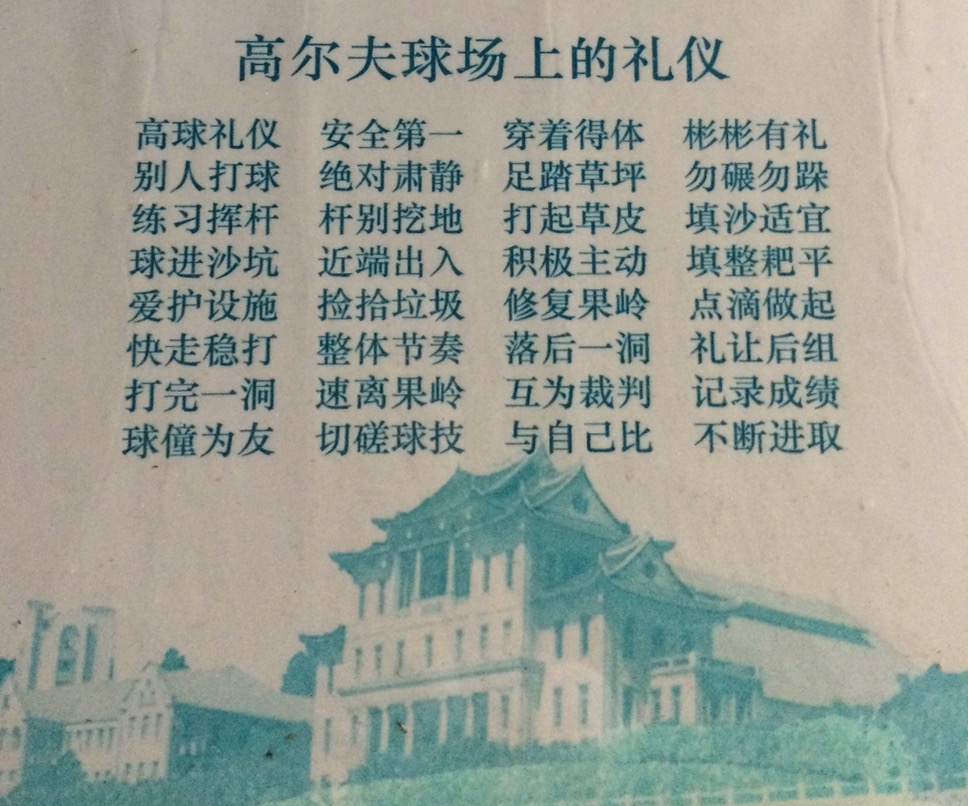 高尔夫球场上的礼仪
高球礼仪 安全第一 穿着得体 彬彬有礼
别人打球 绝对肃静 足踏草坪 勿碾勿跺
练习挥杆 杆别挖地 打起草皮 填沙适宜
球进沙坑 近端出入 积极主动 填整耙平
爱护设施 捡拾垃圾 修复果岭 点滴做起
快走稳打 整体节奏 落后一洞 礼让后组
打完一洞 速离果岭 互为裁判 记录成绩
球僮为友 切磋球技 与自己比 不断进取